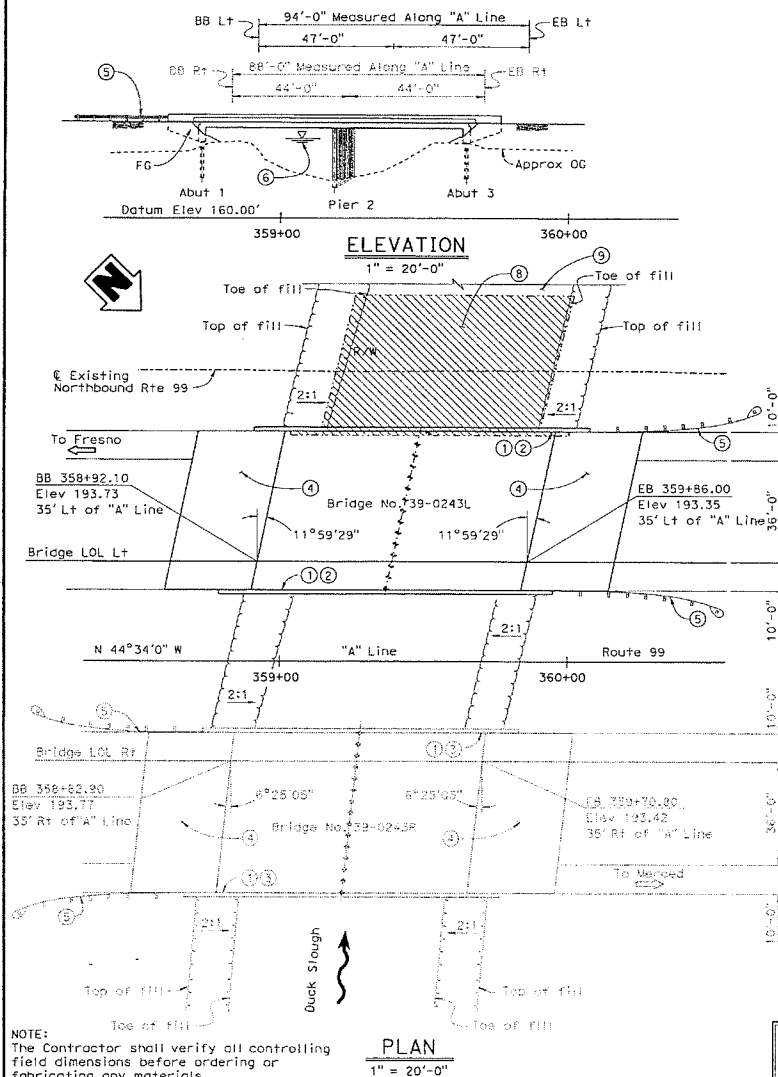 BB Lt
94'-0" Measured Along "A" Line
EB Lt
47'-0"
47'-0"
BB Rt
88'-0" Measured Along "A" Line
EB Rt
44'-0"
44'-0"
5
FG
6
Approx OG
Abut 1
Pier 2
Abut 3
Datum Elev 160.00'
359+00
360+00
ELEVATION
1" = 20'-0"
N
8
9
Toe of fill
Toe of fill
Top of fill
Top of fill
R/W
℄ Existing
Northbound Rte 99
2:1
2:1
10'-0"
To Fresno
1 2
5
BB 358+92.10
Elev 193.73
35' Lt of "A" Line
4
4
Bridge No. 39-0243L
EB 359+86.00
Elev 193.35
35' Lt of "A" Line
36'-0"
11°59'29"
11°59'29"
Bridge LOL Lt
1 2
5
10'-0"
2:1
N 44°34'0" W
"A" Line
Route 99
359+00
360+00
2:1
10'-0"
5
Bridge LOL Rt
1 3
BB 358+82.90
Elev 193.77
35' Rt of "A" Line
6°25'05"
6°25'05"
EB 359+70.80
Elev 193.42
35' Rt of "A" Line
4
Bridge No. 39-0243R
4
36'-0"
To Merced
1 3
5
2:1
2:1
10'-0"
Duck Slough
Top of fill
Top of fill
Toe of fill
Toe of fill
NOTE:
The Contractor shall verify all controlling
field dimensions before ordering or
fabricating any materials
PLAN
1" = 20'-0"